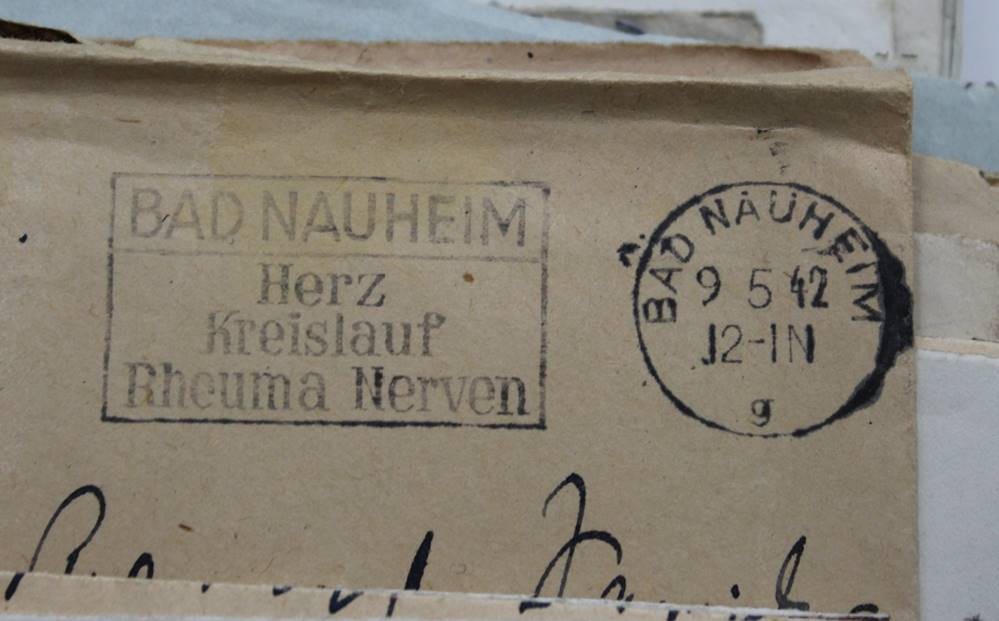 BAD NAUHEIM
Herz
Kreislauf
Rheuma Nerven
BAD NAUHEIM
9 5 42
12-1N
g